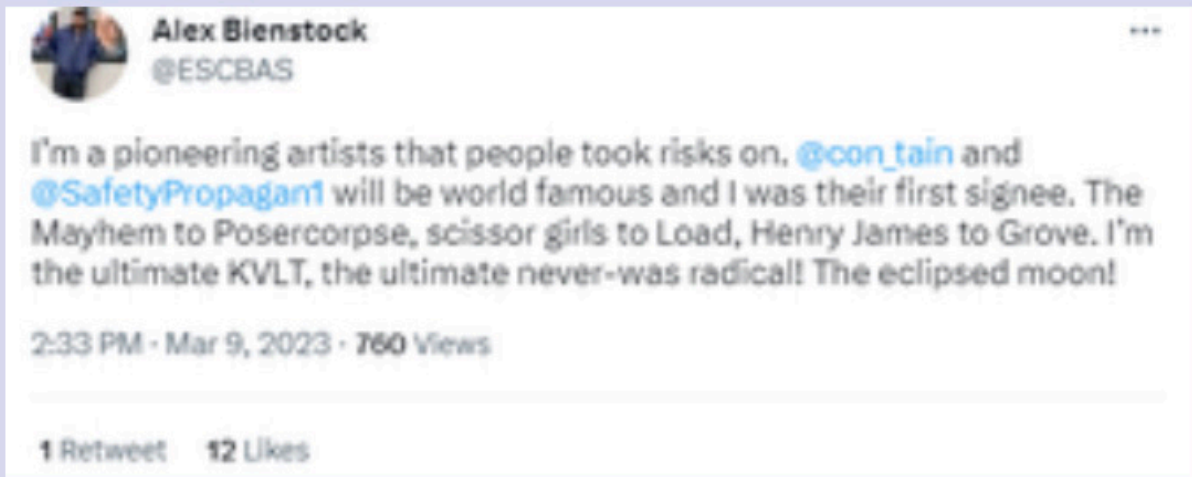 Alex Bienstock
@ESCBAS
I'm a pioneering artists that people took risks on. @con_tain and
@SafetyPropagan1 will be world famous and I was their first signee. The
Mayhem to Posercorpse, scissor girls to Load, Henry James to Grove. I'm
the ultimate KVLT, the ultimate never-was radical! The eclipsed moon!
2:33 PM · Mar 9, 2023 · 760 Views
1 Retweet 12 Likes